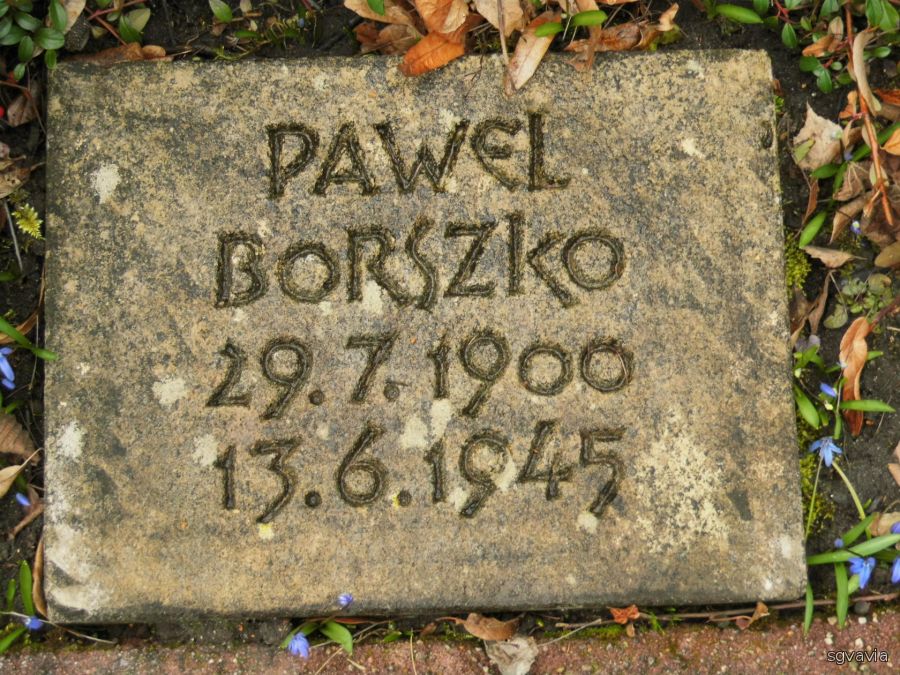 PAWEL
BORSZKO
29.7.1900
13.6.1945
sgvavia